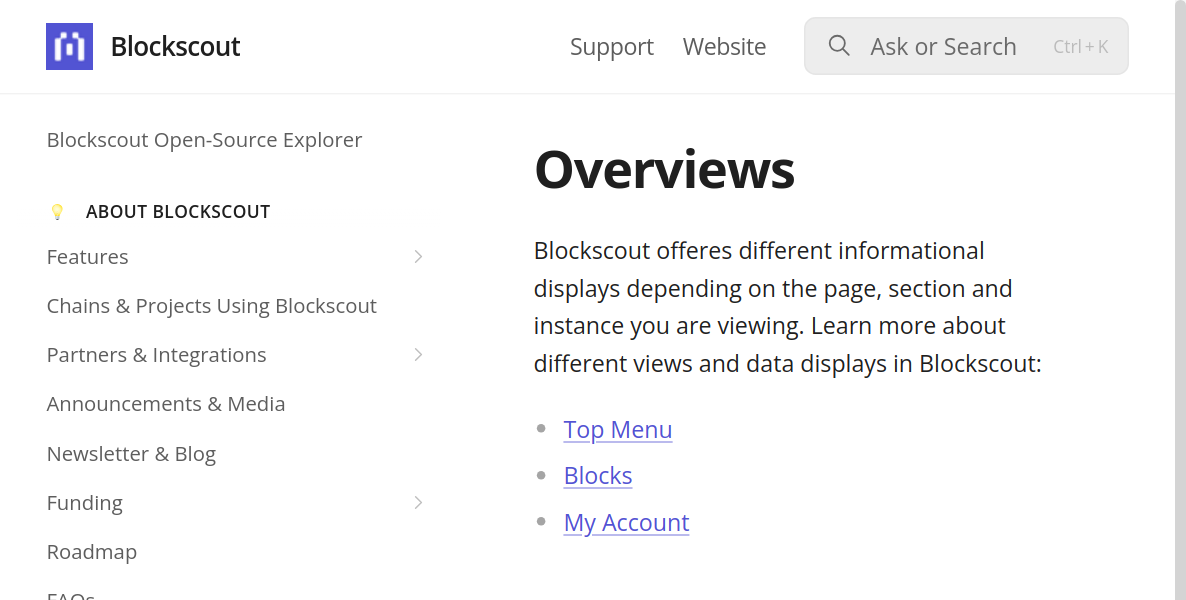 Blockscout
Support
Website
Ask or Search
Ctrl + K
Blockscout Open-Source Explorer
ABOUT BLOCKSCOUT
Features
Chains & Projects Using Blockscout
Partners & Integrations
Announcements & Media
Newsletter & Blog
Funding
Roadmap
FAQs
Overviews
Blockscout offeres different informational
displays depending on the page, section and
instance you are viewing. Learn more about
different views and data displays in Blockscout:
Top Menu
Blocks
My Account